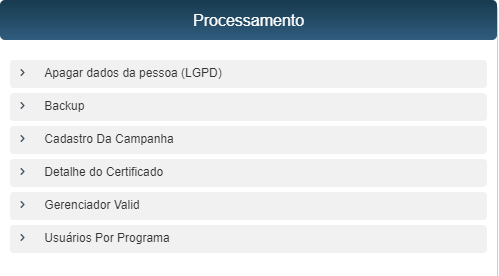 Processamento
Apagar dados da pessoa (LGPD)
Backup
Cadastro Da Campanha
Detalhe do Certificado
Gerenciador Valid
Usuários Por Programa